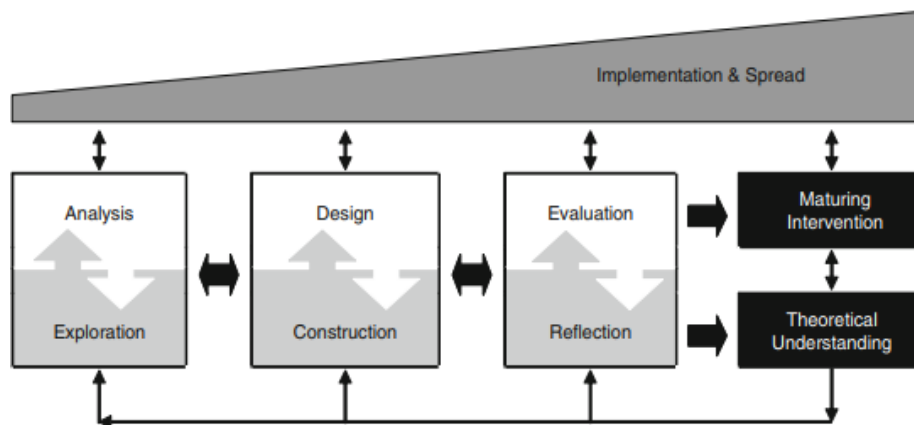 Implementation & Spread
Analysis
Exploration
Design
Construction
Evaluation
Reflection
Maturing
Intervention
Theoretical
Understanding